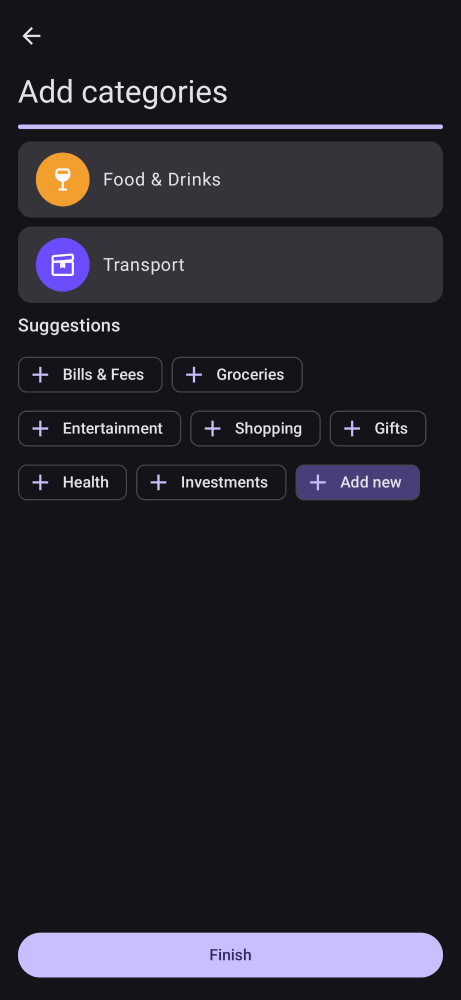 Add categories
Food & Drinks
Transport
Suggestions
Bills & Fees
Groceries
Entertainment
Shopping
Gifts
Health
Investments
Add new
Finish